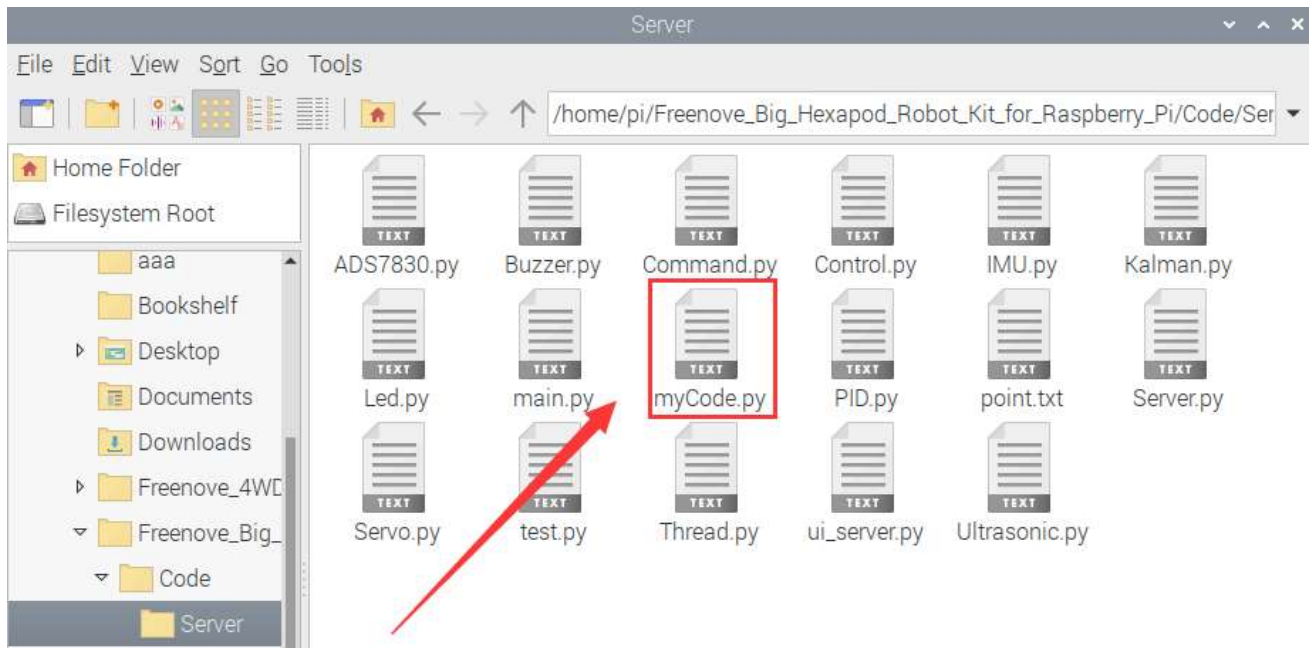 Server
File Edit View Sort Go Tools
/home/pi/Freenove_Big_Hexapod_Robot_Kit_for_Raspberry_Pi/Code/Ser
Home Folder
Filesystem Root
aaa
Bookshelf
Desktop
Documents
Downloads
Freenove_4WD
Freenove_Big_
Code
Server
TEXT TEXT TEXT TEXT TEXT TEXT
ADS7830.py Buzzer.py Command.py Control.py IMU.py Kalman.py
TEXT TEXT TEXT TEXT TEXT TEXT
Led.py main.py myCode.py PID.py point.txt Server.py
TEXT TEXT TEXT TEXT TEXT
Servo.py test.py Thread.py ui_server.py Ultrasonic.py